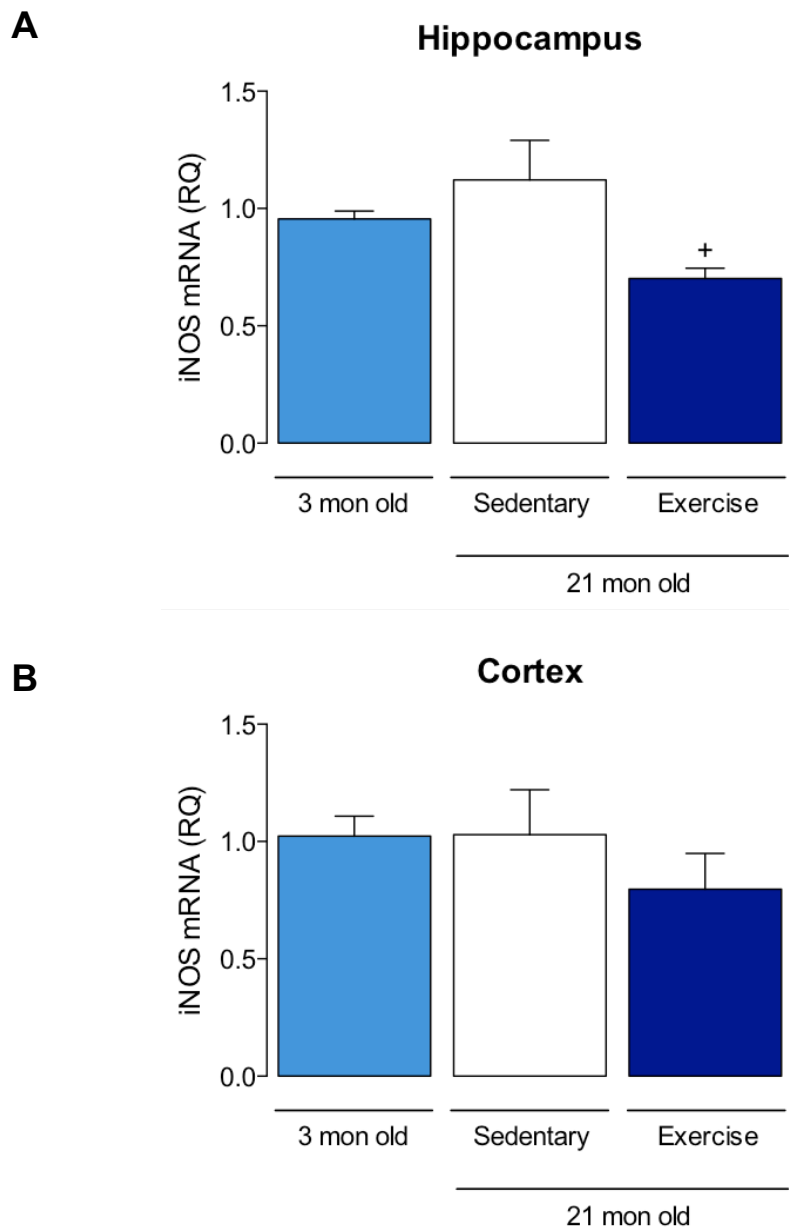 A
Hippocampus
iNOS mRNA (RQ)
1.5
1.0
0.5
0.0
+
3 mon old Sedentary Exercise
21 mon old
B
Cortex
iNOS mRNA (RQ)
1.5
1.0
0.5
0.0
3 mon old Sedentary Exercise
21 mon old